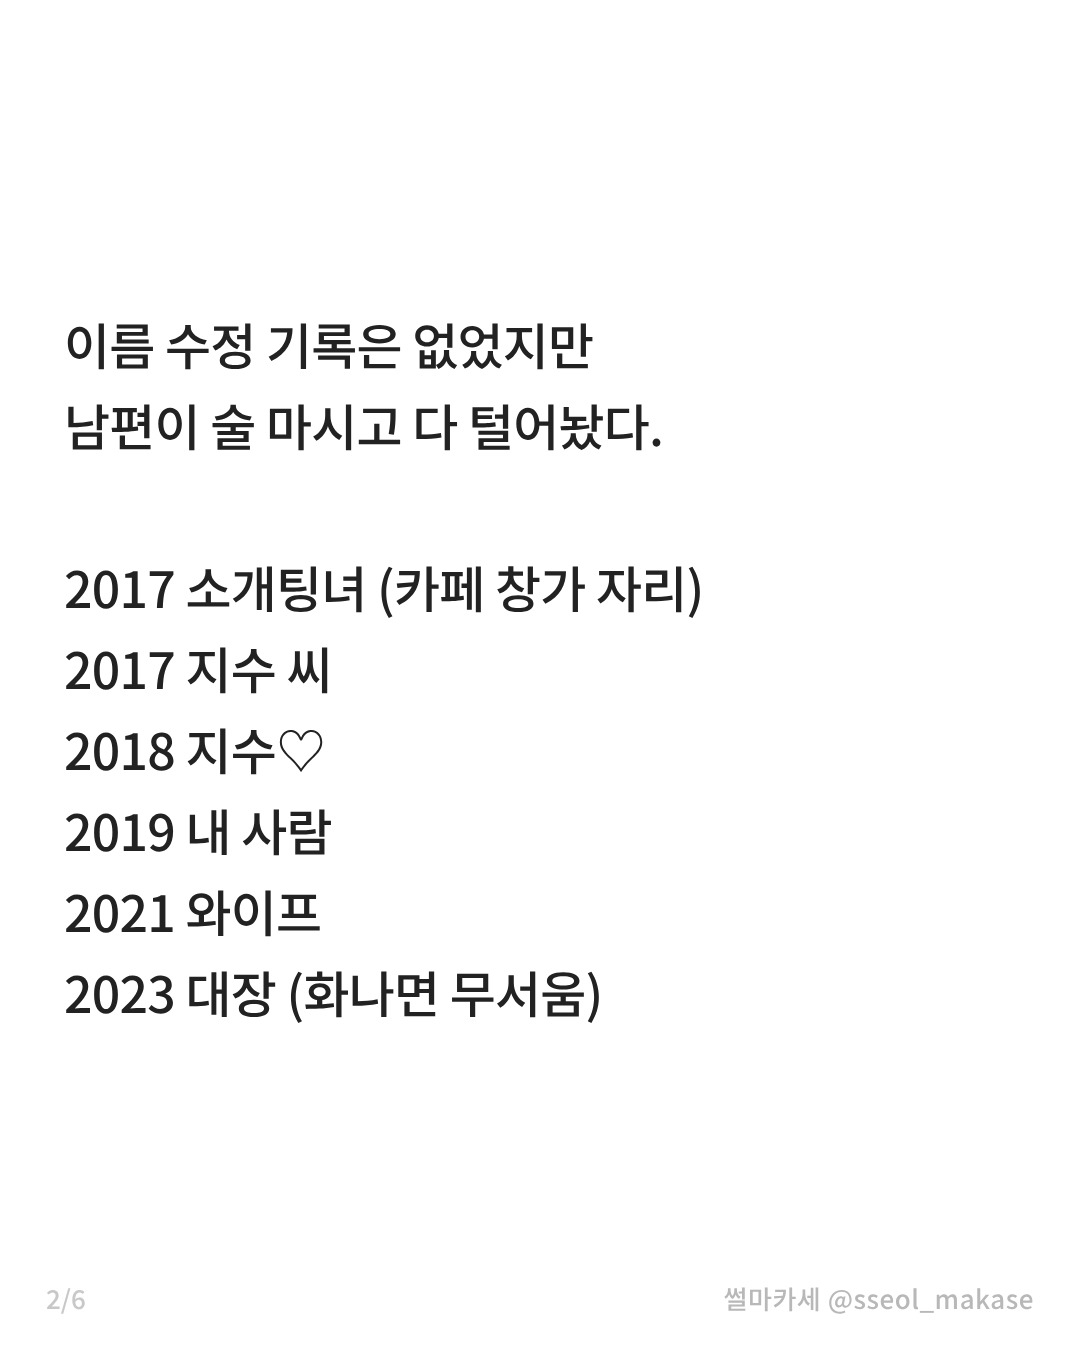 이름 수정 기록은 없었지만
남편이 술 마시고 다 털어놨다.
2017 소개팅녀 (카페 창가 자리)
2017 지수 씨
2018 지수♡
2019 내 사람
2021 와이프
2023 대장 (화나면 무서움)
2/6
썰마카세 @sseol_makase